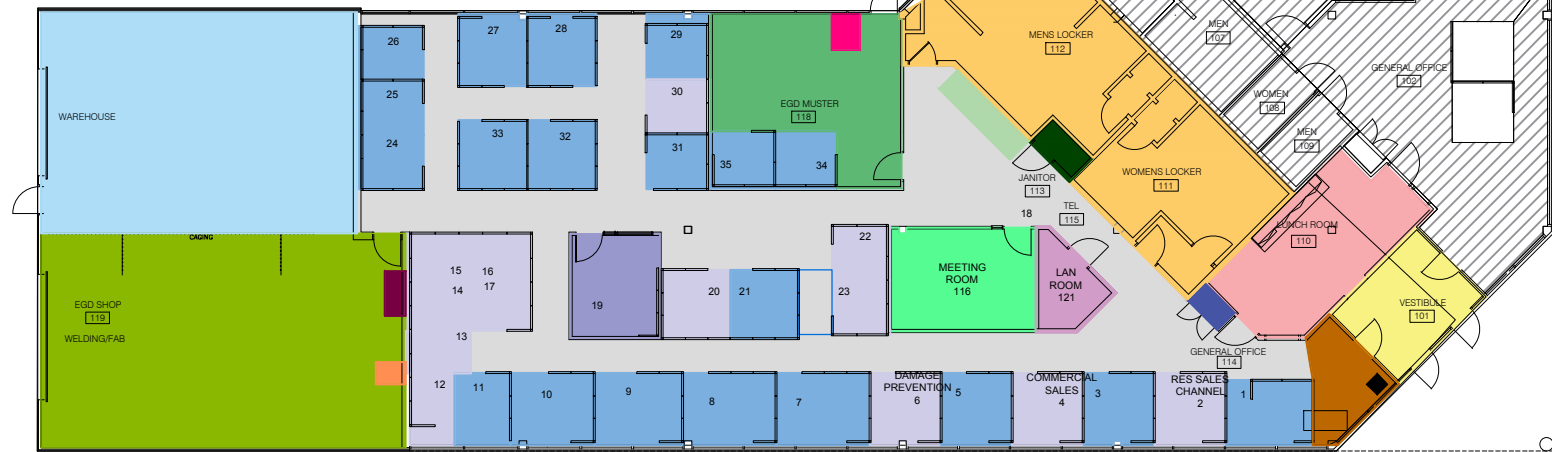 MEN
107
MENS LOCKER
112
GENERAL OFFICE
102
WOMEN
108
MEN
109
26
27
28
29
25
30
24
33
32
31
EGD MUSTER
118
35
34
WAREHOUSE
JANITOR
113
WOMENS LOCKER
111
TEL
115
18
LUNCH ROOM
110
CAGING
15
16
14
17
13
12
19
20
21
22
23
MEETING
ROOM
116
LAN
ROOM
121
EGD SHOP
119
WELDING/FAB
VESTIBULE
101
GENERAL OFFICE
114
11
10
9
8
7
DAMAGE
PREVENTION
6
5
COMMERCIAL
SALES
4
3
RES SALES
CHANNEL
2
1